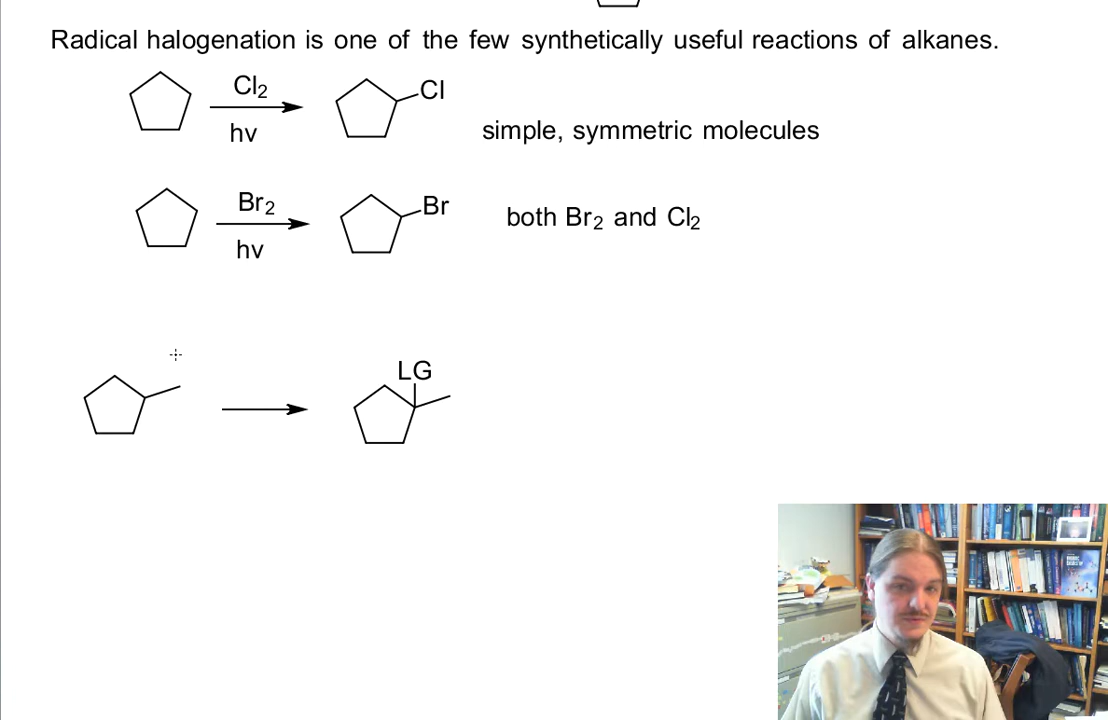 Radical halogenation is one of the few synthetically useful reactions of alkanes.
Cl2
hv
Cl
simple, symmetric molecules
Br2
hv
Br
both Br2 and Cl2
LG